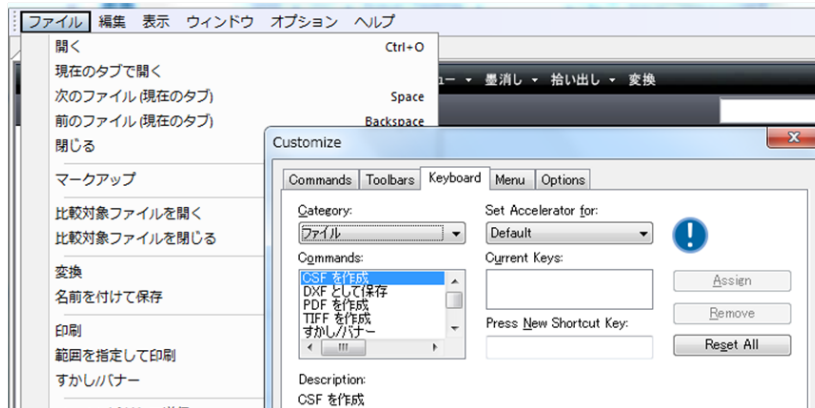 ファイル 編集 表示 ウィンドウ オプション ヘルプ
開く Ctrl+O
現在のタブで開く
次のファイル (現在のタブ) Space
前のファイル (現在のタブ) Backspace
閉じる
マークアップ
比較対象ファイルを開く
比較対象ファイルを閉じる
変換
名前を付けて保存
印刷
範囲を指定して印刷
すかし/バナー
墨消し 拾い出し 変換
Customize
Commands Toolbars Keyboard Menu Options
Category:
ファイル
Set Accelerator for:
Default
Commands:
CSF を作成
DXF として保存
PDF を作成
TIFF を作成
すかし/バナー
Current Keys:
Press New Shortcut Key:
Assign
Remove
Reset All
Description:
CSF を作成